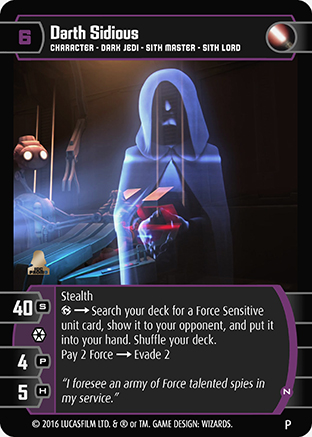 6 Darth Sidious
CHARACTER - DARK JEDI - SITH MASTER - SITH LORD
40 S
4 P
5 H
Stealth
→ Search your deck for a Force Sensitive
unit card, show it to your opponent, and put it
into your hand. Shuffle your deck.
Pay 2 Force → Evade 2
“I foresee an army of Force talented spies in
my service.”
N
© 2016 LUCASFILM LTD. & ® OR TM. GAME DESIGN: WIZARDS. P